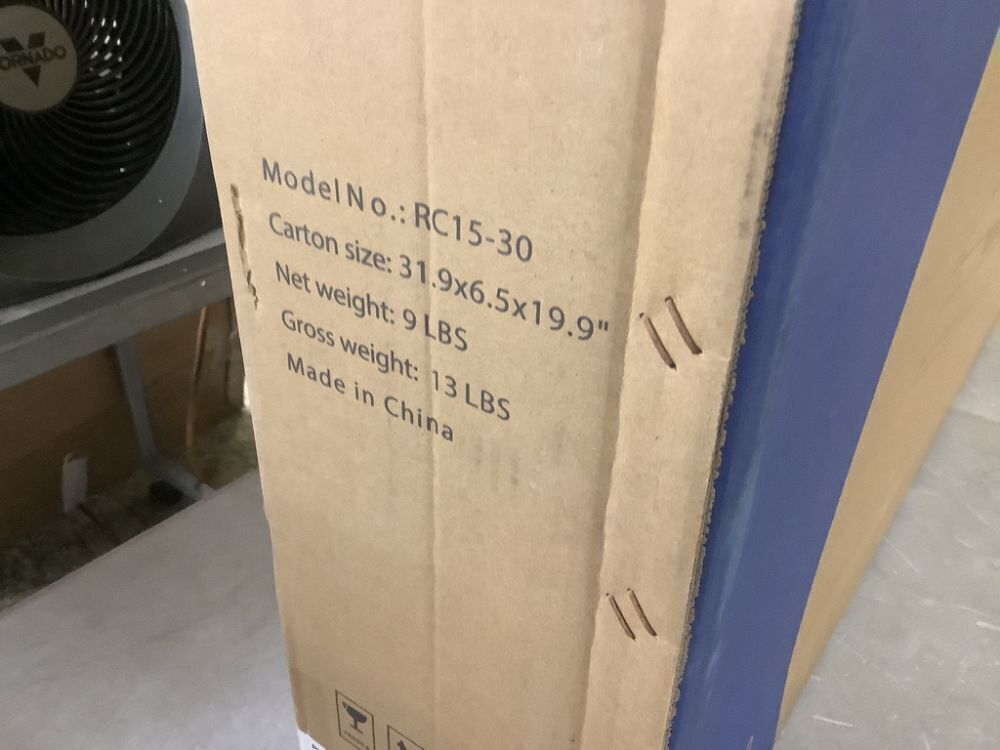 VORNADO
Model No.: RC15-30
Carton size: 31.9x6.5x19.9"
Net weight: 9 LBS
Gross weight: 13 LBS
Made in China